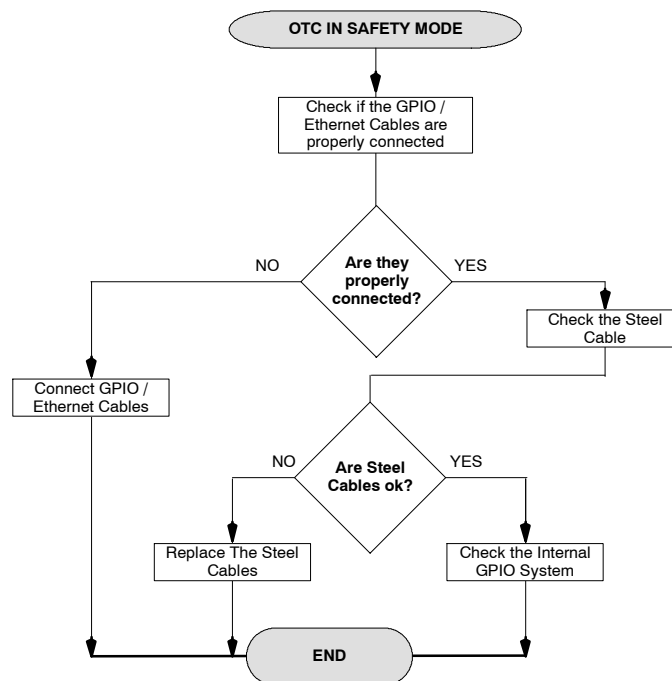 OTC IN SAFETY MODE
Check if the GPIO /
Ethernet Cables are
properly connected
Are they
properly
connected?
NO
YES
Check the Steel
Cable
Connect GPIO /
Ethernet Cables
Are Steel
Cables ok?
NO
YES
Replace The Steel
Cables
Check the Internal
GPIO System
END